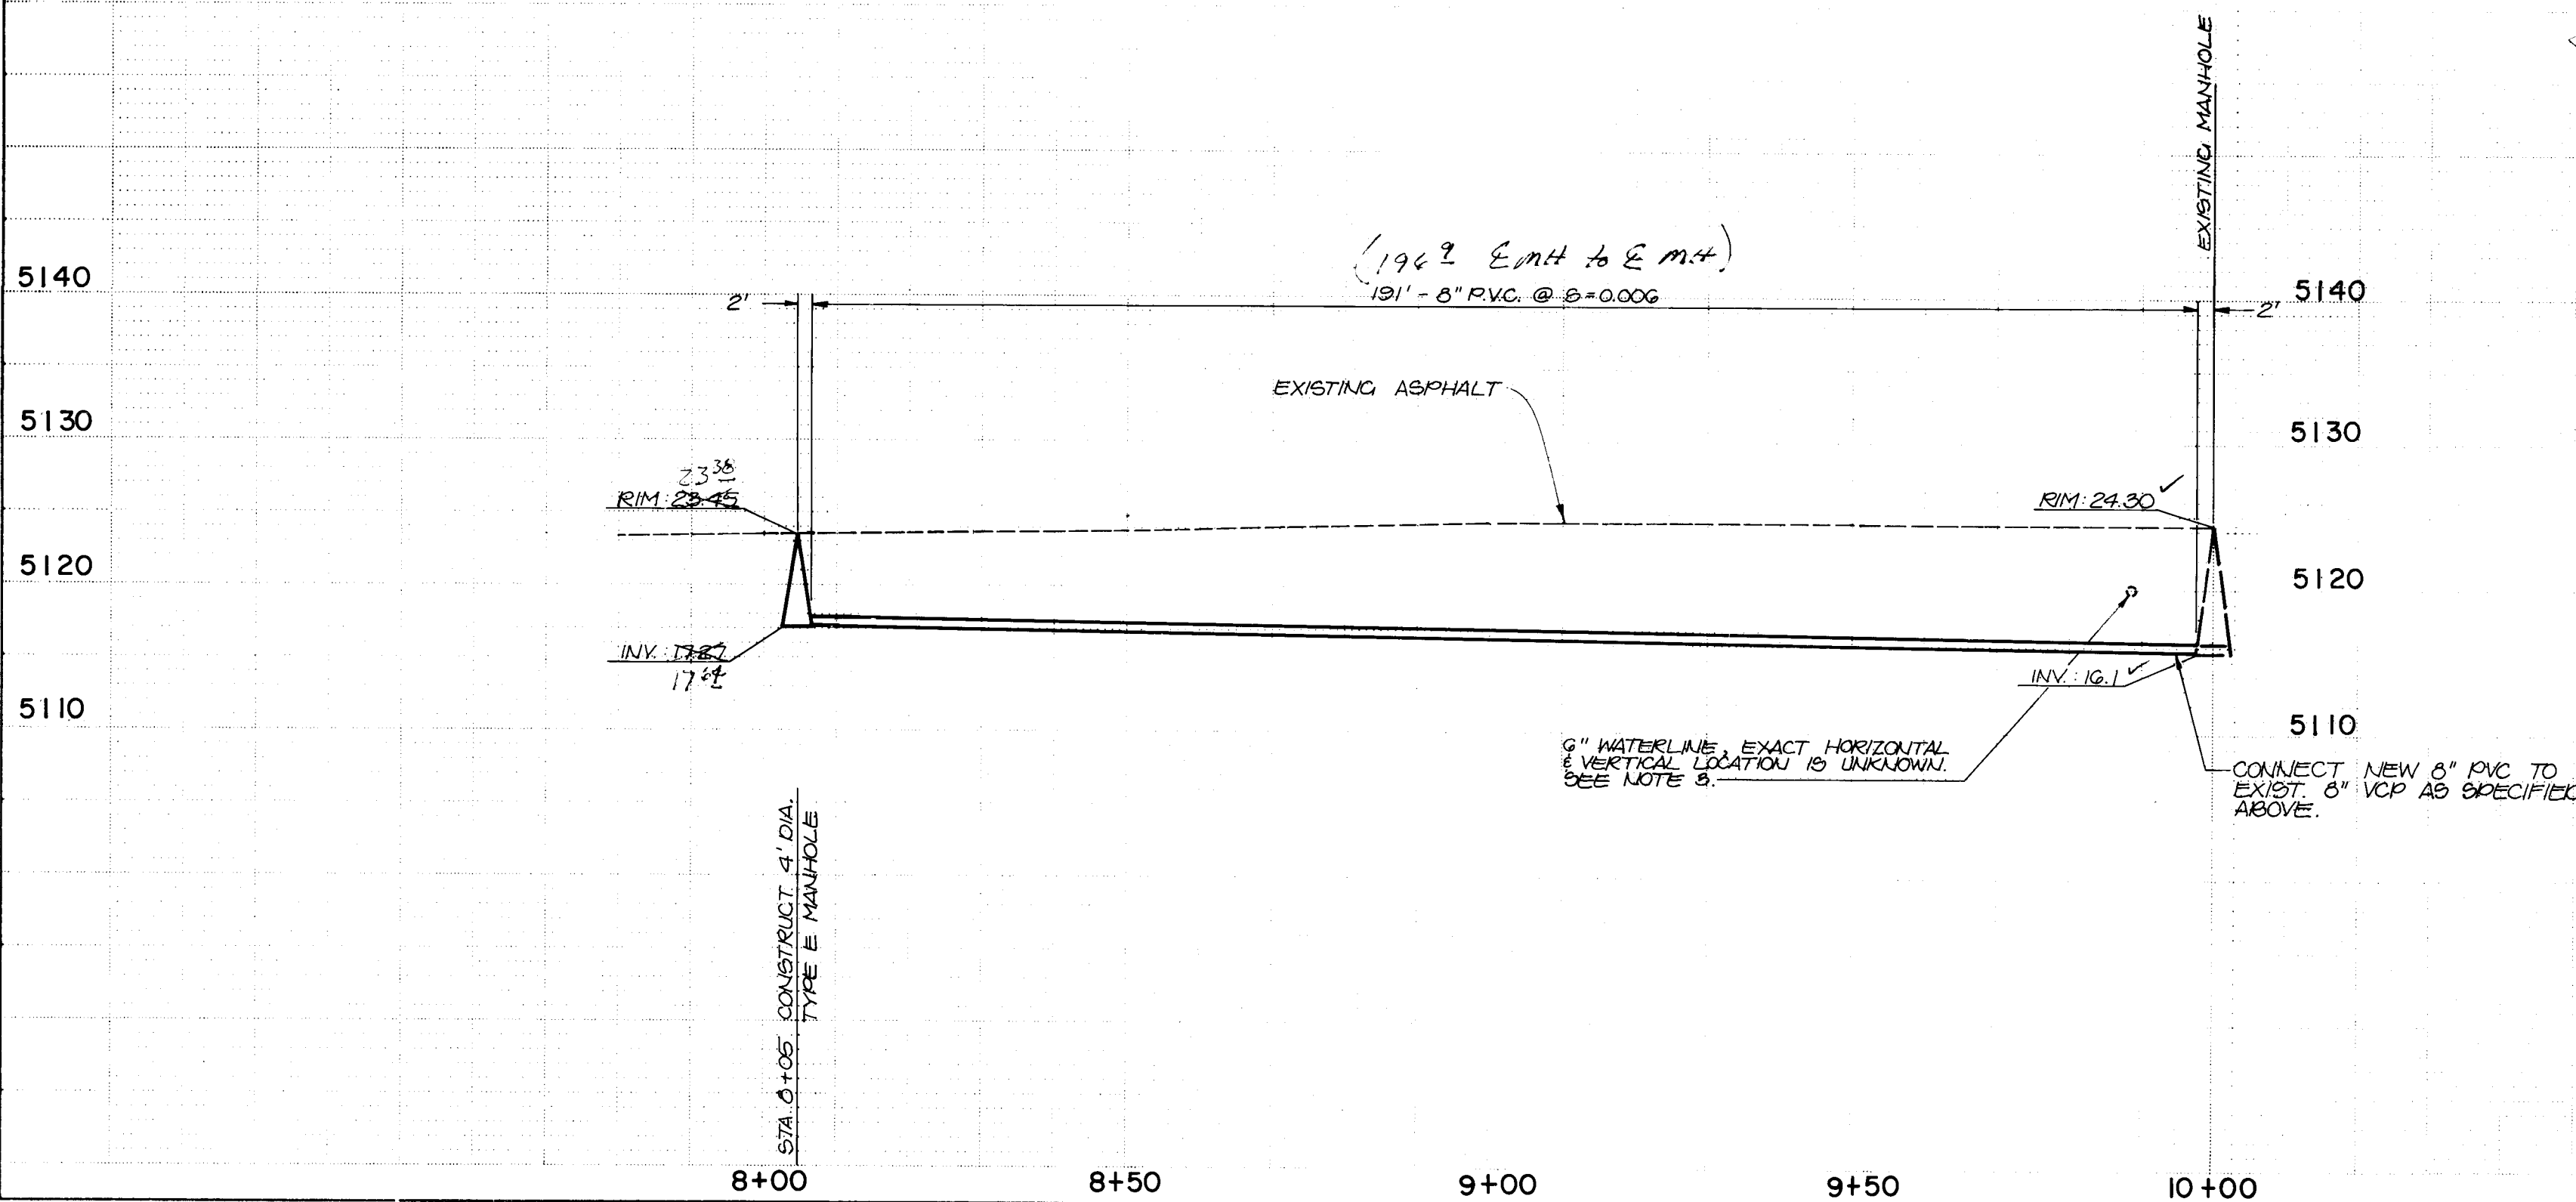 EXISTING MANHOLE
(196 9 ℄ MH to ℄ MH)
5140
2'
191' - 8" P.V.C. @ S=0.006
2'
5140
EXISTING ASPHALT
5130
5130
23 38
RIM: 23.45
RIM: 24.30 ✓
5120
5120
INV.: 17.27
17 64
INV.: 16.1 ✓
5110
5110
6" WATERLINE, EXACT HORIZONTAL
& VERTICAL LOCATION IS UNKNOWN.
SEE NOTE 3.
CONNECT NEW 8" PVC TO
EXIST. 8" VCP AS SPECIFIED
ABOVE.
STA. 8+05 CONSTRUCT 4' DIA.
TYPE E MANHOLE
8+00
8+50
9+00
9+50
10+00